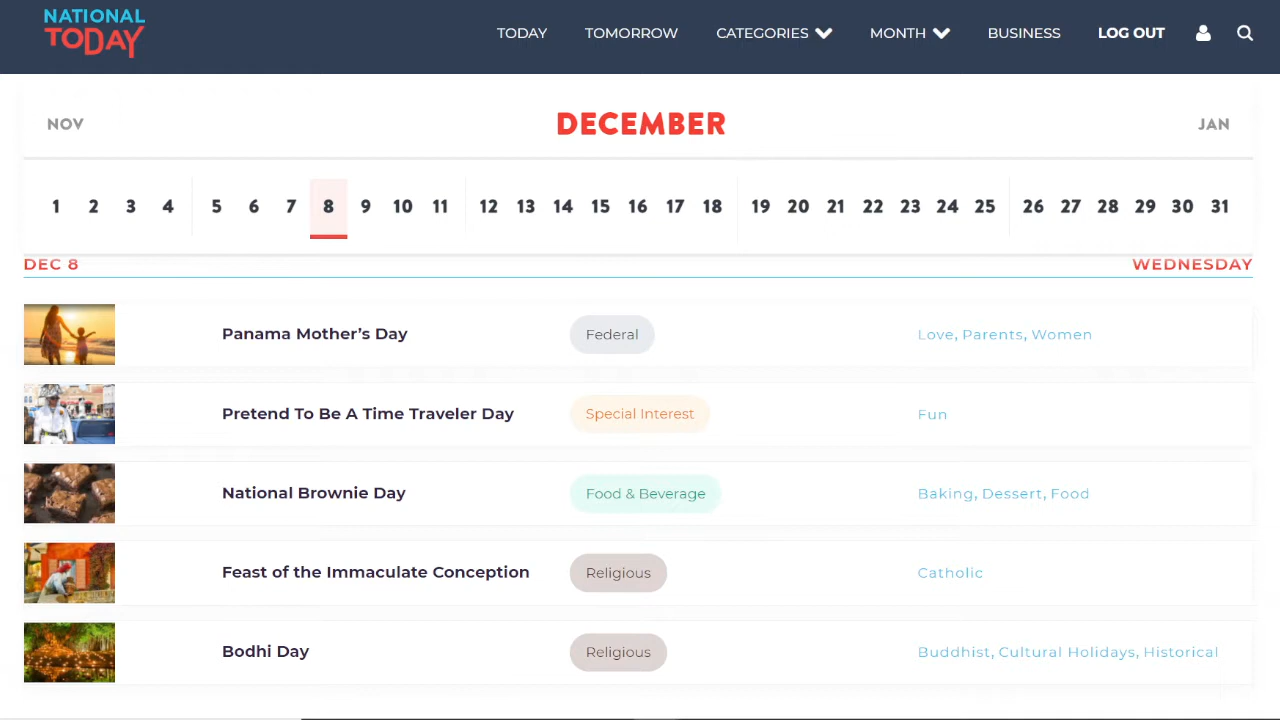 NATIONAL
TODAY
TODAY TOMORROW CATEGORIES MONTH BUSINESS LOG OUT
NOV DECEMBER JAN
1 2 3 4 5 6 7 8 9 10 11 12 13 14 15 16 17 18 19 20 21 22 23 24 25 26 27 28 29 30 31
DEC 8 WEDNESDAY
Panama Mother’s Day Federal Love, Parents, Women
Pretend To Be A Time Traveler Day Special Interest Fun
National Brownie Day Food & Beverage Baking, Dessert, Food
Feast of the Immaculate Conception Religious Catholic
Bodhi Day Religious Buddhist, Cultural Holidays, Historical